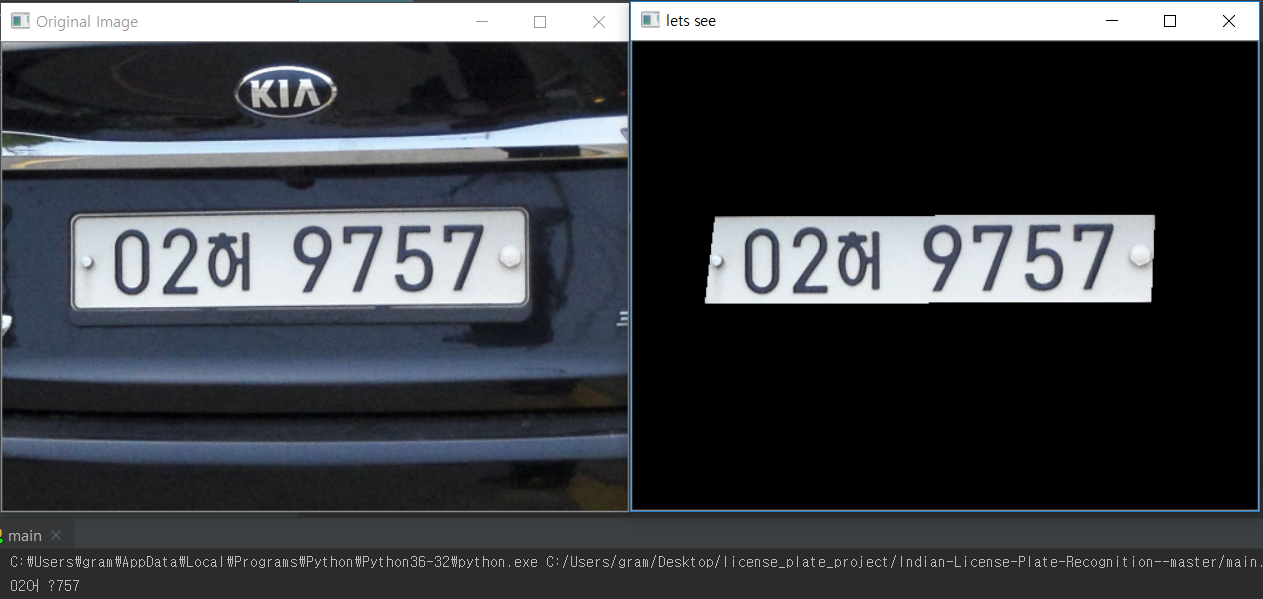 Original Image
lets see
KIA
02허 9757
02허 9757
main
C:₩Users₩gram₩AppData₩Local₩Programs₩Python₩Python36-32₩python.exe C:/Users/gram/Desktop/license_plate_project/Indian-License-Plate-Recognition--master/main.
02어 ?757